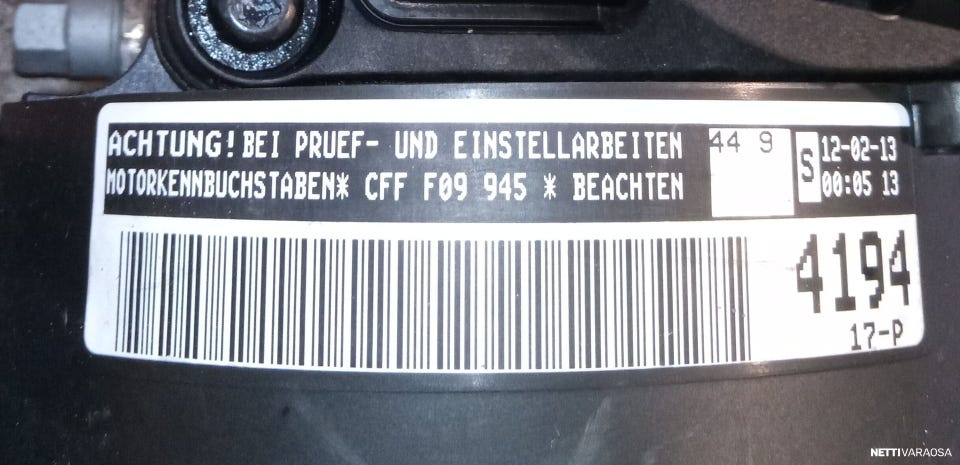 ACHTUNG! BEI PRUEF- UND EINSTELLARBEITEN
MOTORKENNBUCHSTABEN* CFF F09 945 * BEACHTEN
44 9
S
12-02-13
00:05 13
4194
17-P
NETTIVARAOSA